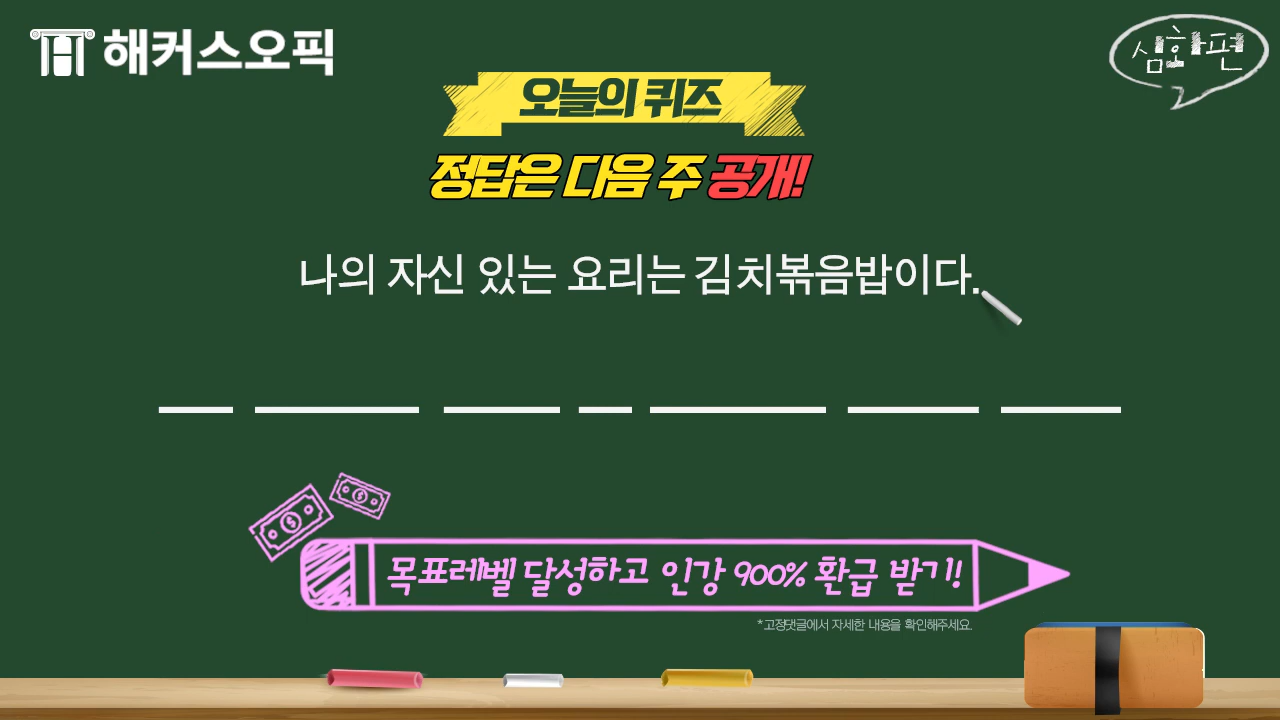 해커스오픽
심화편
오늘의 퀴즈
정답은 다음 주 공개!
나의 자신 있는 요리는 김치볶음밥이다.
목표레벨 달성하고 인강 900% 환급 받기!
*고정댓글에서 자세한 내용을 확인해주세요.